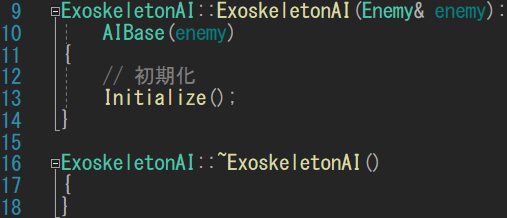 9 ExoskeletonAI::ExoskeletonAI(Enemy& enemy):
10 AIBase(enemy)
11 {
12 // 初期化
13 Initialize();
14 }
15
16 ExoskeletonAI::~ExoskeletonAI()
17 {
18 }